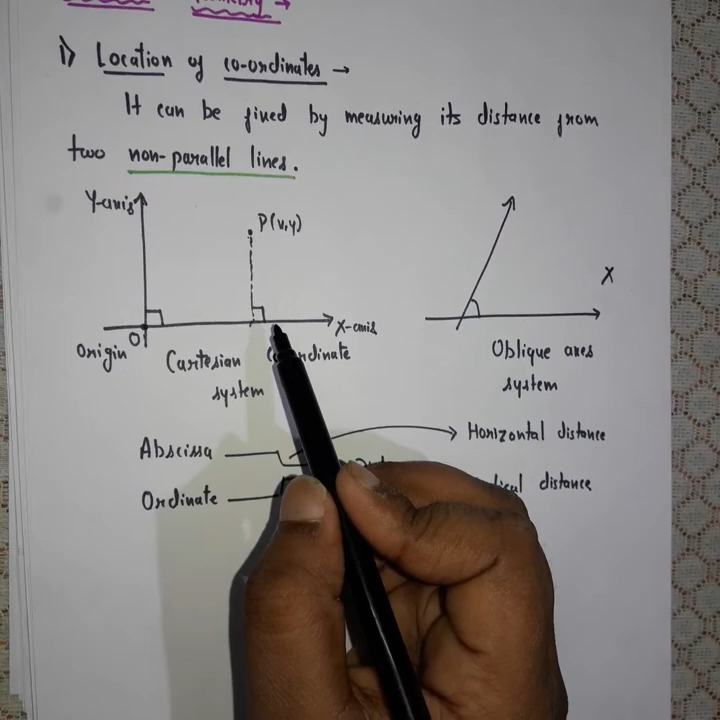 1) Location of co-ordinates →
It can be fixed by measuring its distance from
two non-parallel lines.
Y-axis
P(x,y)
X
X-axis
O
Origin
Cartesian
Oblique axes
system
system
Abscissa
Horizontal distance
Ordinate
distance